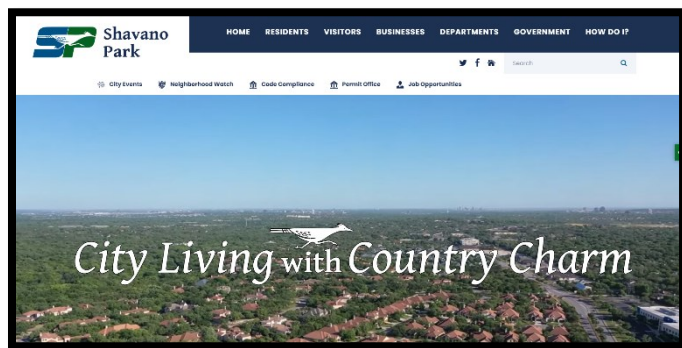 SP
Shavano
Park
HOME RESIDENTS VISITORS BUSINESSES DEPARTMENTS GOVERNMENT HOW DO I?
Search
City Events Neighborhood Watch Code Compliance Permit Office Job Opportunities
City Living with Country Charm